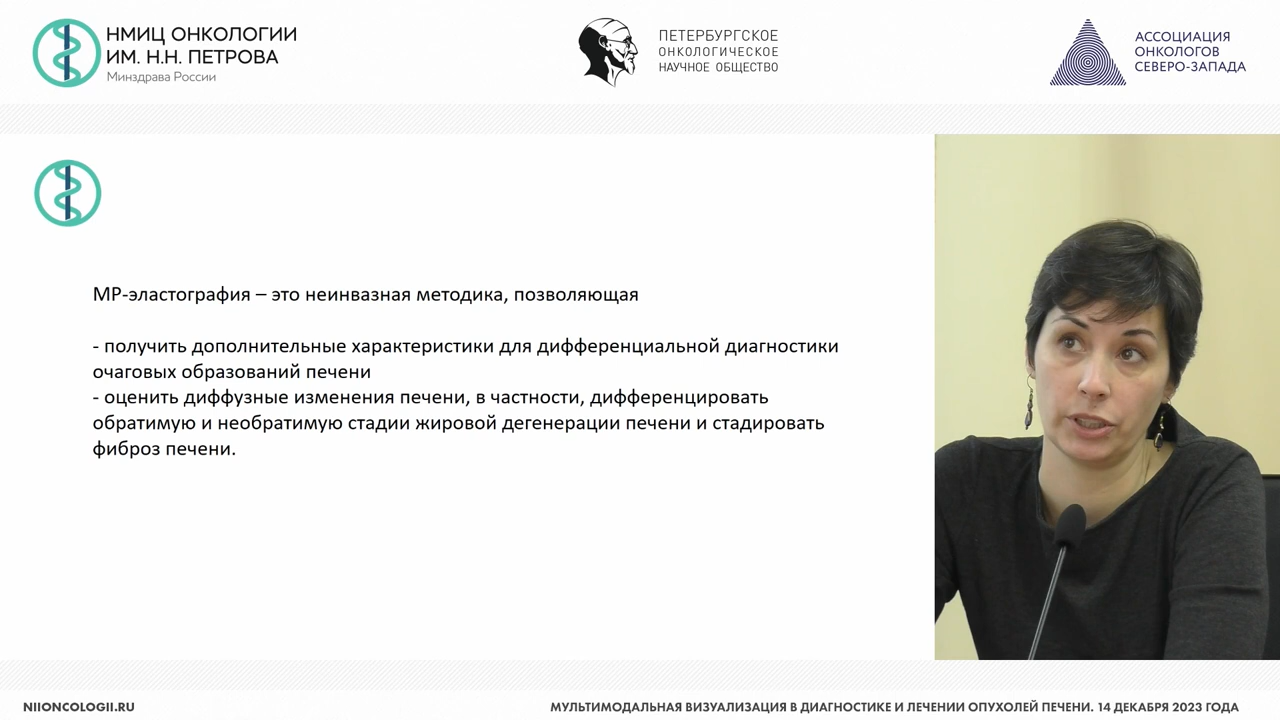 НМИЦ ОНКОЛОГИИ
ИМ. Н.Н. ПЕТРОВА
Минздрава России
ПЕТЕРБУРГСКОЕ
ОНКОЛОГИЧЕСКОЕ
НАУЧНОЕ ОБЩЕСТВО
АССОЦИАЦИЯ
ОНКОЛОГОВ
СЕВЕРО-ЗАПАДА
МР-эластография – это неинвазная методика, позволяющая
- получить дополнительные характеристики для дифференциальной диагностики
очаговых образований печени
- оценить диффузные изменения печени, в частности, дифференцировать
обратимую и необратимую стадии жировой дегенерации печени и стадировать
фиброз печени.
NIIONCOLOGII.RU
МУЛЬТИМОДАЛЬНАЯ ВИЗУАЛИЗАЦИЯ В ДИАГНОСТИКЕ И ЛЕЧЕНИИ ОПУХОЛЕЙ ПЕЧЕНИ. 14 ДЕКАБРЯ 2023 ГОДА